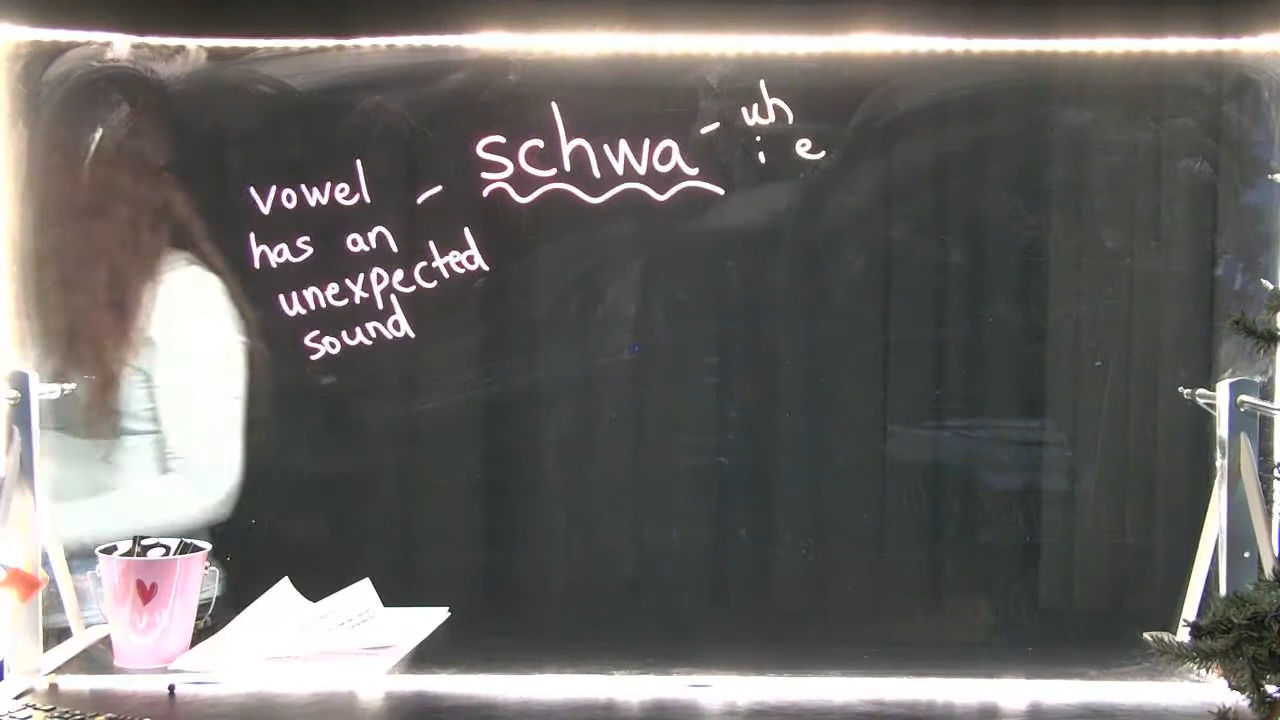 schwa - uh
i e
vowel -
has an
unexpected
sound